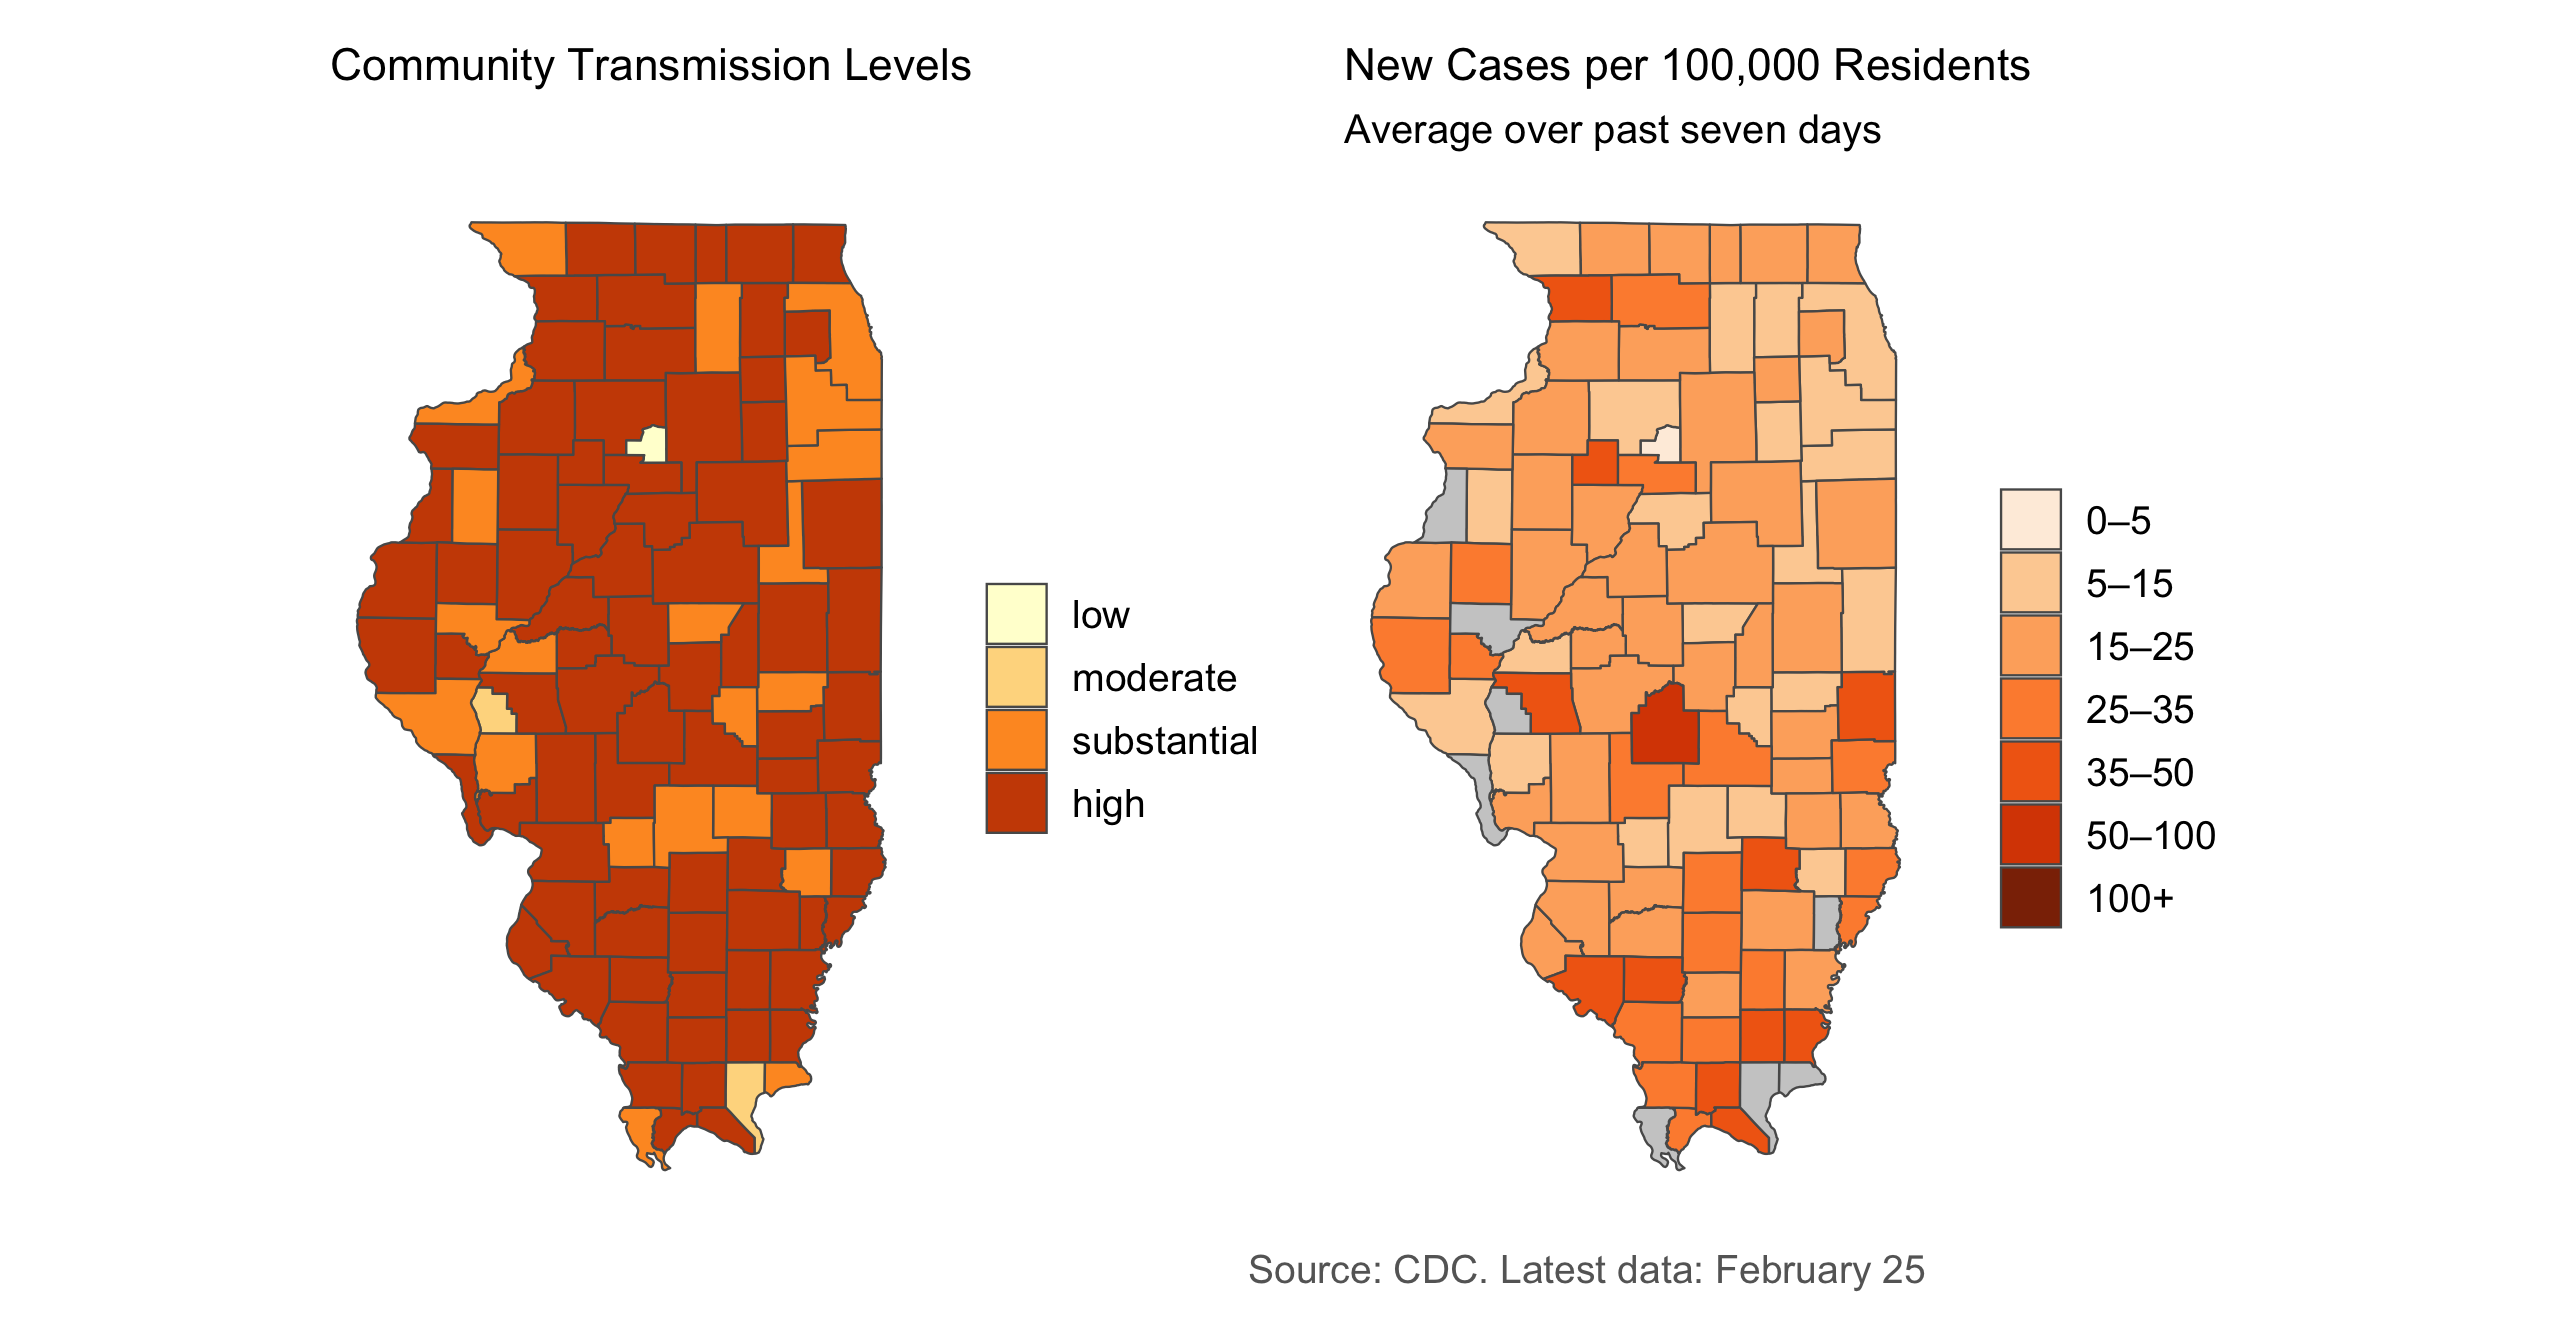 Community Transmission Levels
low
moderate
substantial
high
New Cases per 100,000 Residents
Average over past seven days
0–5
5–15
15–25
25–35
35–50
50–100
100+
Source: CDC. Latest data: February 25